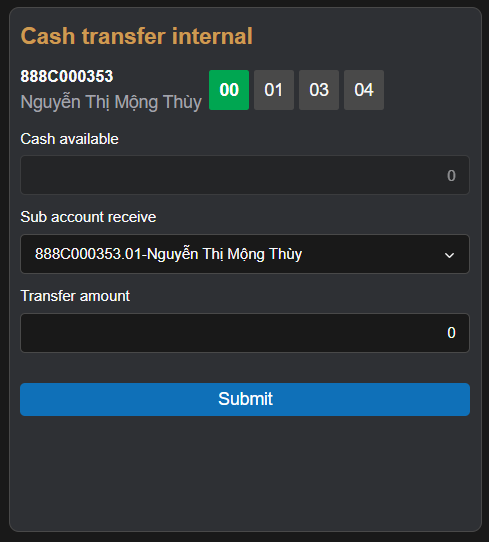 Cash transfer internal
888C000353
Nguyễn Thị Mộng Thùy
00 01 03 04
Cash available
0
Sub account receive
888C000353.01-Nguyễn Thị Mộng Thùy
Transfer amount
0
Submit